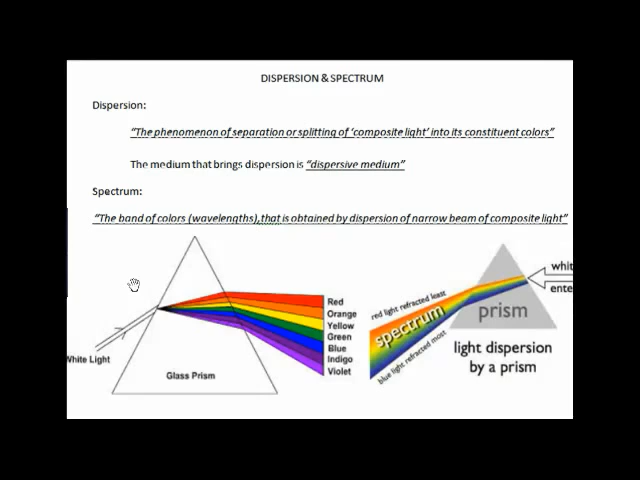 DISPERSION & SPECTRUM
Dispersion:
“The phenomenon of separation or splitting of ‘composite light’ into its constituent colors”
The medium that brings dispersion is “dispersive medium”
Spectrum:
“The band of colors (wavelengths),that is obtained by dispersion of narrow beam of composite light”
White Light
Glass Prism
Red
Orange
Yellow
Green
Blue
Indigo
Violet
red light refracted least
spectrum
blue light refracted most
prism
whit
ente
light dispersion
by a prism